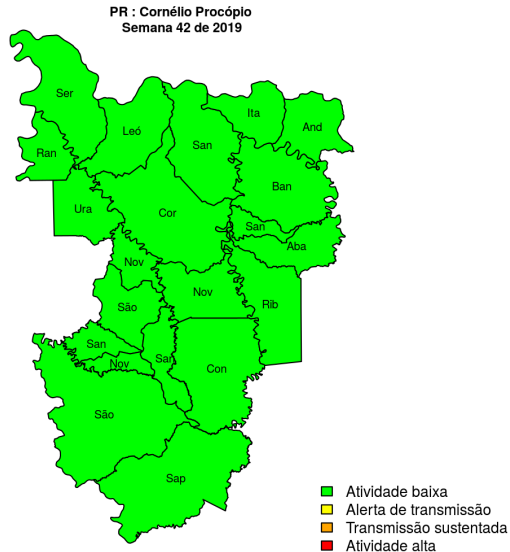 PR : Cornélio Procópio
Semana 42 de 2019
Ser
Ita
And
Leó
San
Ran
Ban
Ura
Cor
San
Aba
Nov
Nov
Rib
São
San
San
Nov
Con
São
Sap
Atividade baixa
Alerta de transmissão
Transmissão sustentada
Atividade alta